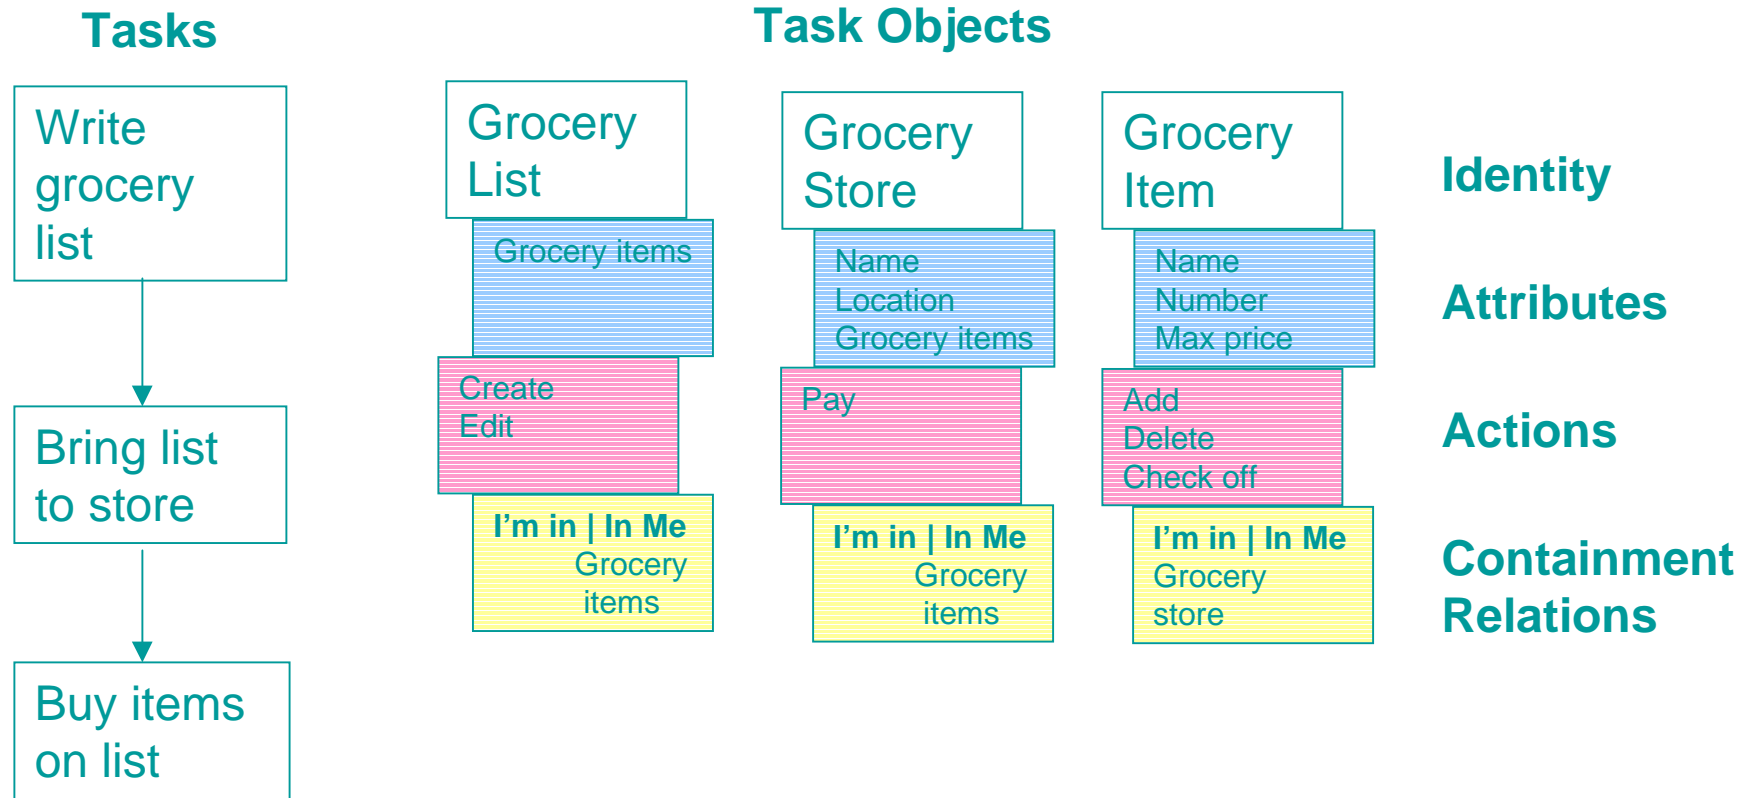 Tasks
Task Objects
Write
grocery
list
Bring list
to store
Buy items
on list
Grocery
List
Grocery items
Create
Edit
I’m in | In Me
Grocery
items
Grocery
Store
Name
Location
Grocery items
Pay
I’m in | In Me
Grocery
items
Grocery
Item
Name
Number
Max price
Add
Delete
Check off
I’m in | In Me
Grocery
store
Identity
Attributes
Actions
Containment
Relations